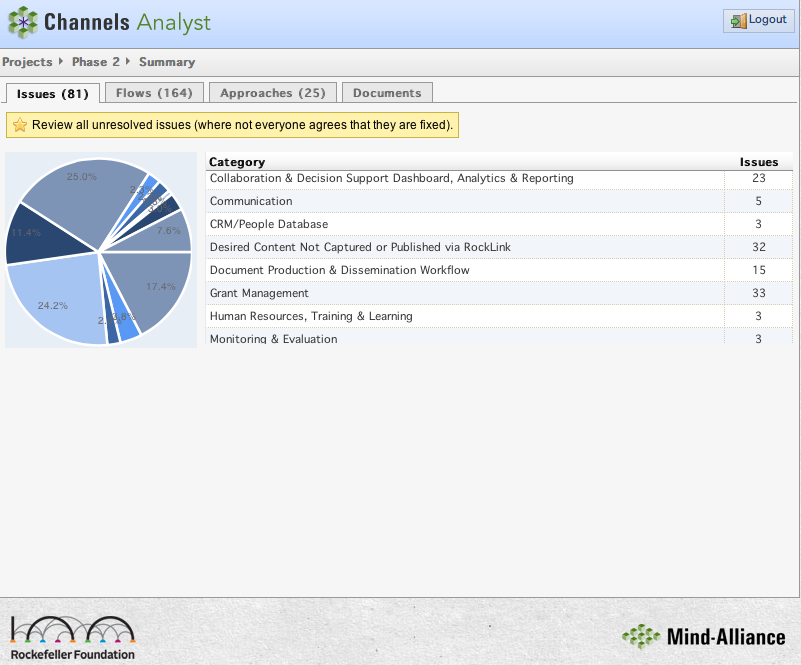 Channels Analyst
Logout
Projects Phase 2 Summary
Issues (81) Flows (164) Approaches (25) Documents
Review all unresolved issues (where not everyone agrees that they are fixed).
Category Issues
Collaboration & Decision Support Dashboard, Analytics & Reporting 23
Communication 5
CRM/People Database 3
Desired Content Not Captured or Published via RockLink 32
Document Production & Dissemination Workflow 15
Grant Management 33
Human Resources, Training & Learning 3
Monitoring & Evaluation 3
25.0%
2.3%
7.6%
11.4%
17.4%
24.2%
3.8%
Rockefeller Foundation
Mind-Alliance